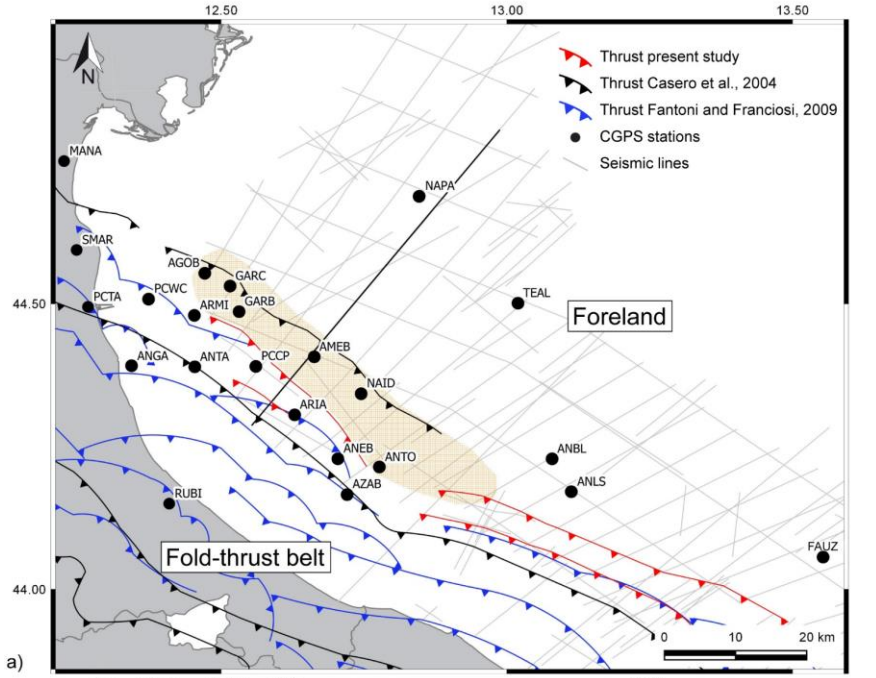 12.50
13.00
13.50
N
Thrust present study
Thrust Casero et al., 2004
Thrust Fantoni and Franciosi, 2009
CGPS stations
Seismic lines
MANA
NAPA
SMAR
AGOB
GARC
PCTA
PCWC
ARMI
GARB
TEAL
44.50
Foreland
AMEB
ANGA
ANTA
PCCP
NAID
ARIA
ANEB
ANTO
ANBL
AZAB
ANLS
RUBI
FAUZ
Fold-thrust belt
44.00
0 10 20 km
a)